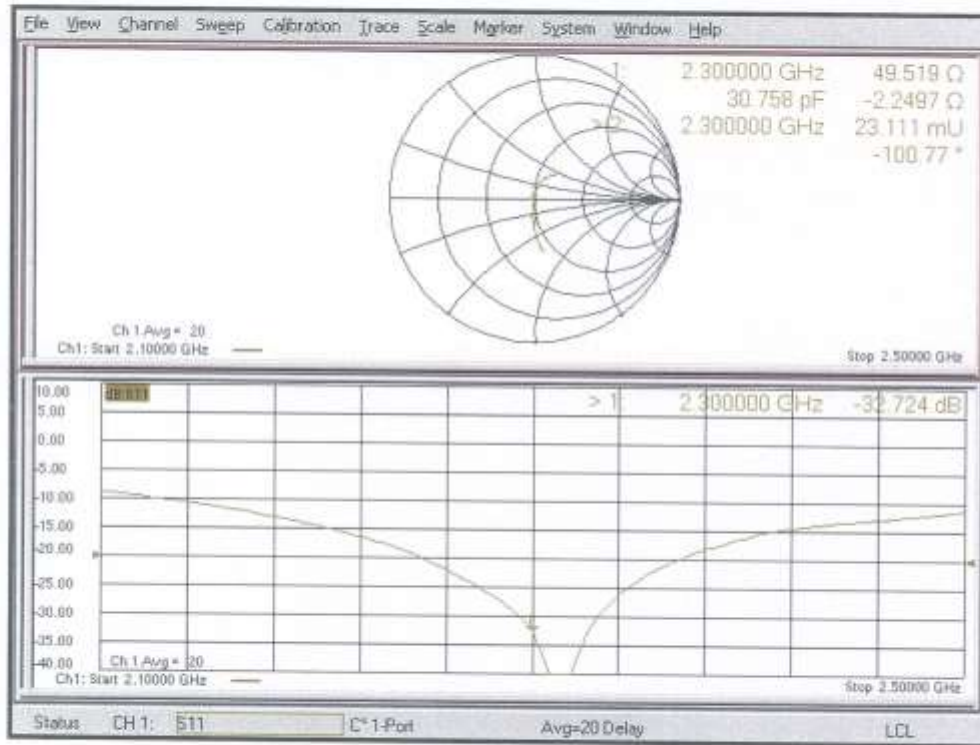 File View Channel Sweep Calibration Trace Scale Marker System Window Help
1: 2.300000 GHz 49.519 Ω
30.758 pF -2.2497 Ω
> 2: 2.300000 GHz 23.111 mU
-100.77 °
Ch 1 Avg = 20
Ch1: Start 2.10000 GHz
Stop 2.50000 GHz
10.00
dB S11
> 1: 2.300000 GHz -32.724 dB
5.00
0.00
-5.00
-10.00
-15.00
-20.00
-25.00
-30.00
-35.00
-40.00
Ch 1 Avg = 20
Ch1: Start 2.10000 GHz
Stop 2.50000 GHz
Status CH 1: S11 C* 1-Port Avg=20 Delay LCL